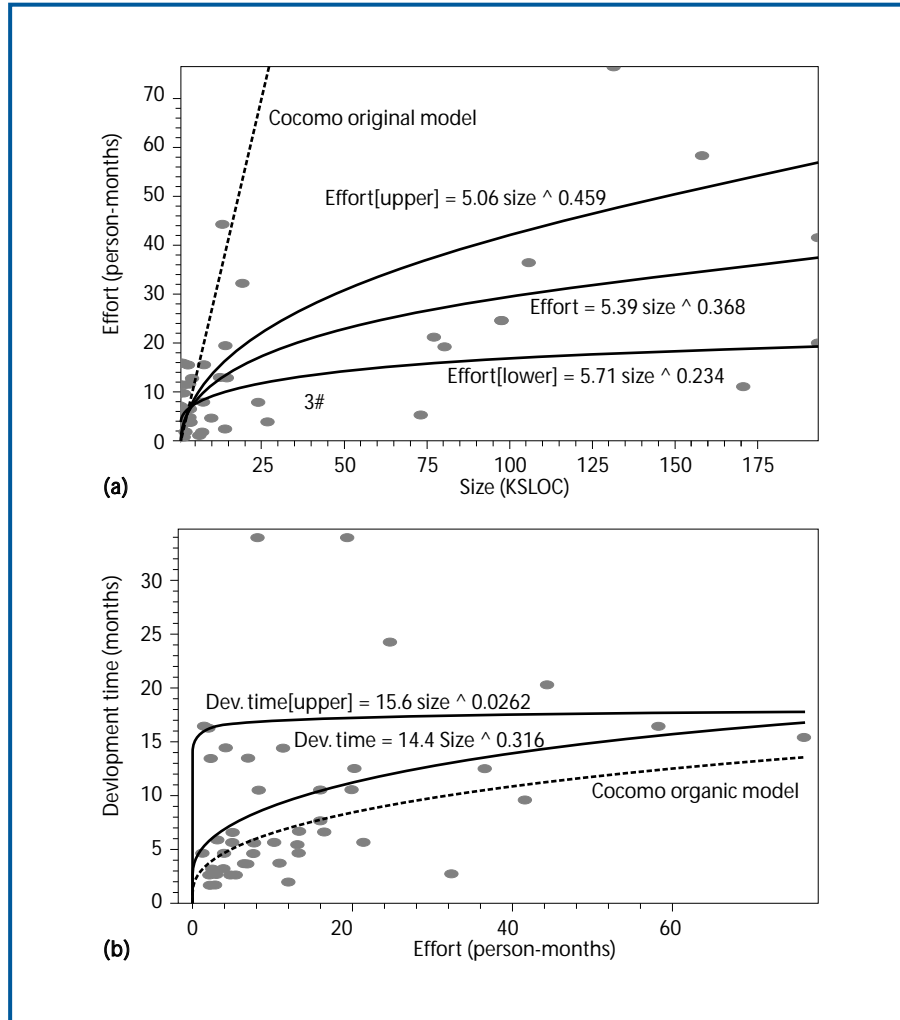 70
60
50
40
30
20
10
0
Effort (person-months)
Cocomo original model
Effort[upper] = 5.06 size ^ 0.459
Effort = 5.39 size ^ 0.368
Effort[lower] = 5.71 size ^ 0.234
3#
25 50 75 100 125 150 175
Size (KSLOC)
(a)
30
25
20
15
10
5
0
Devlopment time (months)
Dev. time[upper] = 15.6 size ^ 0.0262
Dev. time = 14.4 Size ^ 0.316
Cocomo organic model
0 20 40 60
Effort (person-months)
(b)